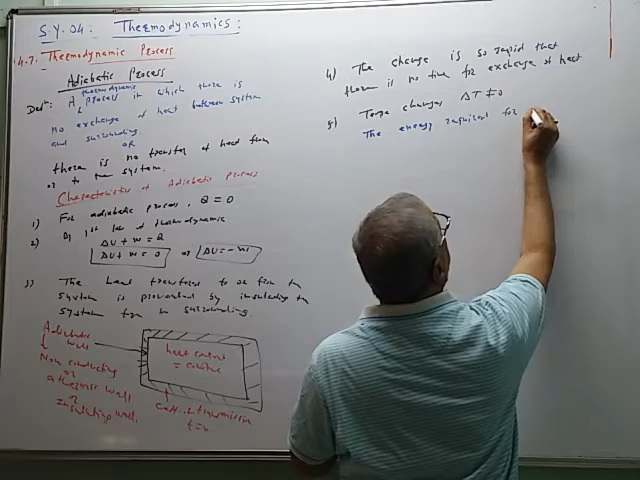 S.Y. 04: Thermodynamics:
4.7. Thermodynamic Process
Adiabatic Process
Defn: A thermodynamic process in which there is
no exchange of heat between system
and surrounding.
OR
there is no transfer of heat from
or to the system.
Characteristics of Adiabatic Process
1) For adiabatic process, Q = 0
2) By 1st law of thermodynamic
ΔU + W = Q
ΔU + W = 0 or ΔU = - W
3) The heat transfer to or from the
system is prevented by insulating the
system from its surrounding.
Adiabatic
wall
Non conducting
or
wall
or
Insulating wall.
heat
=
4) The change is so rapid that
there is no time for exchange of heat
5) Temp changes ΔT ≠ 0
The energy required for